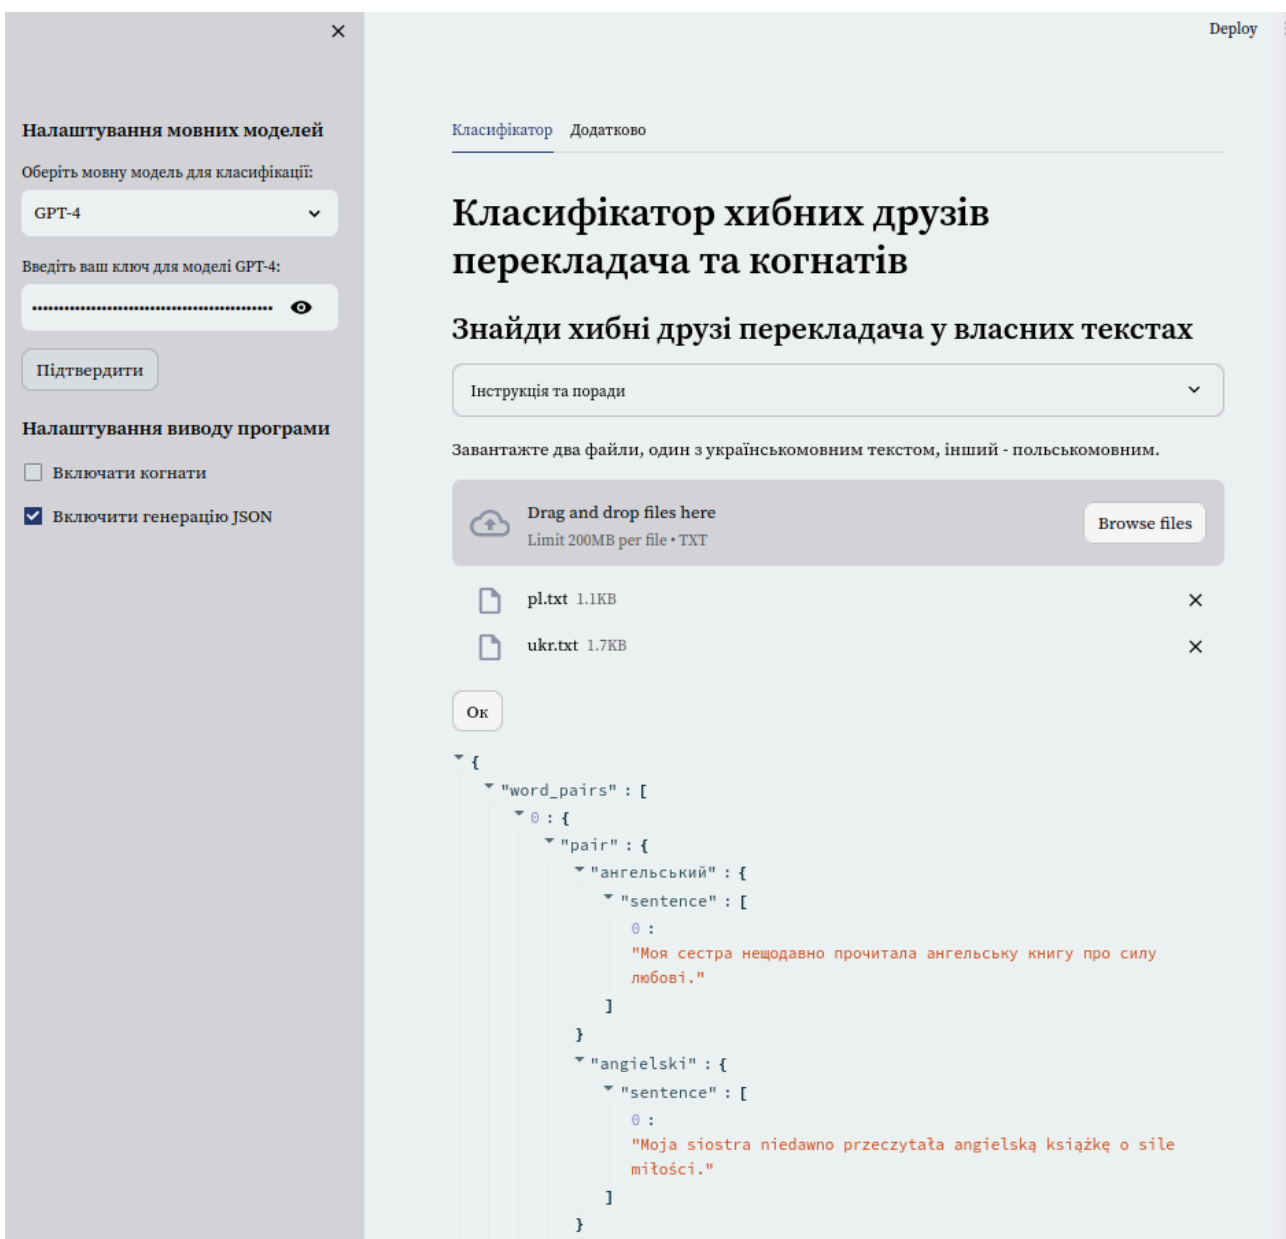 Deploy
Налаштування мовних моделей
Оберіть мовну модель для класифікації:
GPT-4
Введіть ваш ключ для моделі GPT-4:
••••••••••••••••••••••••••••••••••••••••••••••
Підтвердити
Налаштування виводу програми
Включати когнати
Включити генерацію JSON
Класифікатор Додатково
Класифікатор хибних друзів
перекладача та когнатів
Знайди хибні друзі перекладача у власних текстах
Інструкція та поради
Завантажте два файли, один з українськомовним текстом, інший - польськомовним.
Drag and drop files here
Limit 200MB per file • TXT
Browse files
pl.txt 1.1KB
ukr.txt 1.7KB
Ок
{
"word_pairs" : [
0 : {
"pair" : {
"ангельський" : {
"sentence" : [
0 :
"Моя сестра нещодавно прочитала ангельську книгу про силу
любові."
]
}
"angielski" : {
"sentence" : [
0 :
"Moja siostra niedawno przeczytała angielską książkę o sile
miłości."
]
}